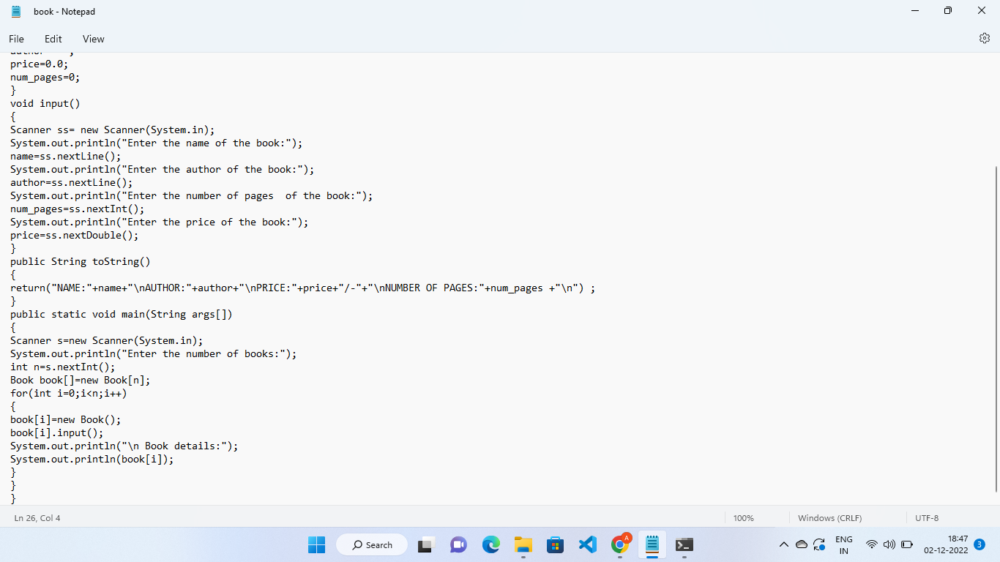 book - Notepad
File Edit View
price=0.0;
num_pages=0;
}
void input()
{
Scanner ss= new Scanner(System.in);
System.out.println("Enter the name of the book:");
name=ss.nextLine();
System.out.println("Enter the author of the book:");
author=ss.nextLine();
System.out.println("Enter the number of pages  of the book:");
num_pages=ss.nextInt();
System.out.println("Enter the price of the book:");
price=ss.nextDouble();
}
public String toString()
{
return("NAME:"+name+"\nAUTHOR:"+author+"\nPRICE:"+price+"/-"+"\nNUMBER OF PAGES:"+num_pages +"\n") ;
}
public static void main(String args[])
{
Scanner s=new Scanner(System.in);
System.out.println("Enter the number of books:");
int n=s.nextInt();
Book book[]=new Book[n];
for(int i=0;i<n;i++)
{
book[i]=new Book();
book[i].input();
System.out.println("\n Book details:");
System.out.println(book[i]);
}
}
}
Ln 26, Col 4 100% Windows (CRLF) UTF-8
Search A ENG 18:47
IN 02-12-2022 3